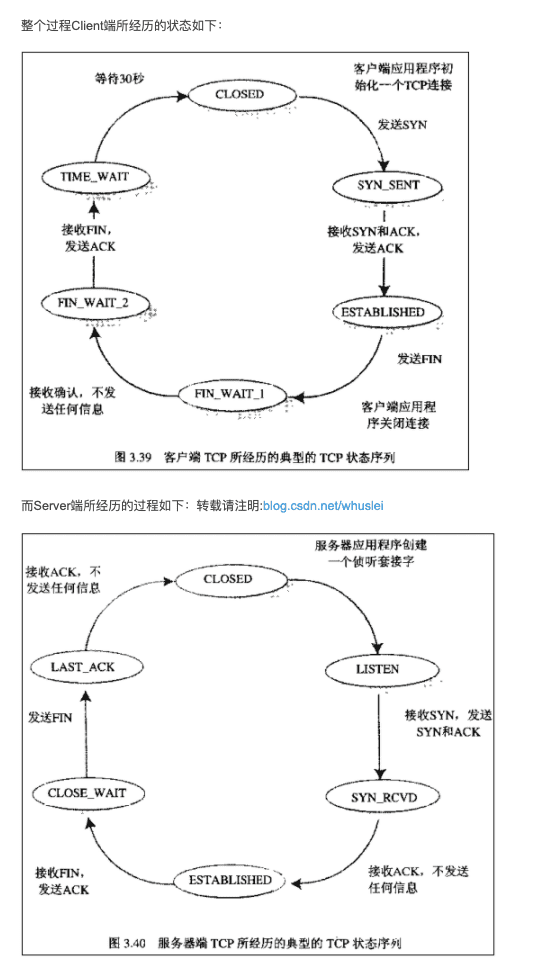 整个过程Client端所经历的状态如下：
等待30秒
CLOSED
客户端应用程序初
始化一个TCP连接
发送SYN
TIME_WAIT
SYN_SENT
接收FIN，
发送ACK
接收SYN和ACK，
发送ACK
FIN_WAIT_2
ESTABLISHED
发送FIN
接收确认，不发
送任何信息
FIN_WAIT_1
客户端应用程
序关闭连接
图 3.39 客户端 TCP 所经历的典型的 TCP 状态序列
而Server端所经历的过程如下：转载请注明:blog.csdn.net/whuslei
服务器应用程序创建
一个侦听套接字
接收ACK，不
发送任何信息
CLOSED
LAST_ACK
LISTEN
发送FIN
接收SYN，发送
SYN和ACK
CLOSE_WAIT
SYN_RCVD
接收FIN，
发送ACK
ESTABLISHED
接收ACK，不发送
任何信息
图 3.40 服务器端 TCP 所经历的典型的 TCP 状态序列